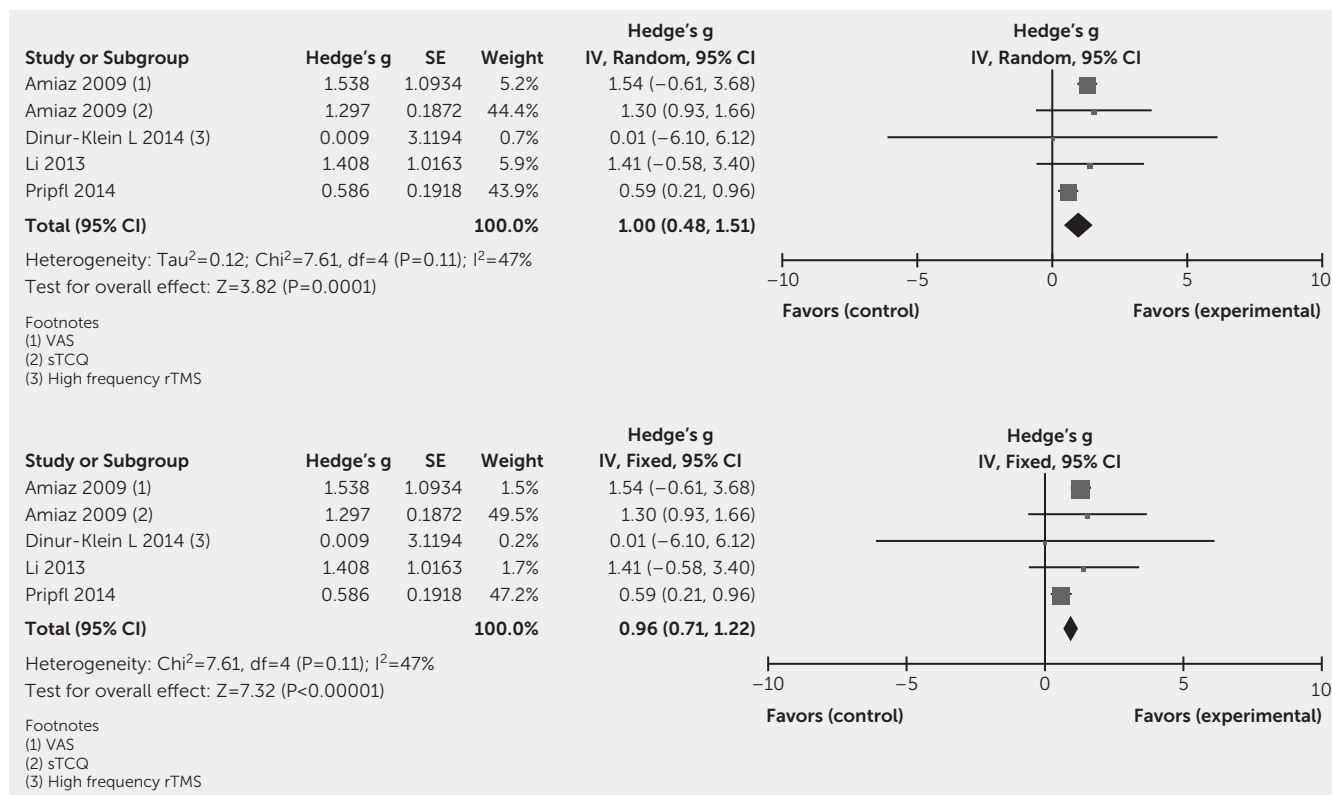 Hedge's g Hedge's g
Study or Subgroup Hedge's g SE Weight IV, Random, 95% CI IV, Random, 95% CI
Amiaz 2009 (1) 1.538 1.0934 5.2% 1.54 (−0.61, 3.68)
Amiaz 2009 (2) 1.297 0.1872 44.4% 1.30 (0.93, 1.66)
Dinur-Klein L 2014 (3) 0.009 3.1194 0.7% 0.01 (−6.10, 6.12)
Li 2013 1.408 1.0163 5.9% 1.41 (−0.58, 3.40)
Pripfl 2014 0.586 0.1918 43.9% 0.59 (0.21, 0.96)
Total (95% CI) 100.0% 1.00 (0.48, 1.51)
Heterogeneity: Tau²=0.12; Chi²=7.61, df=4 (P=0.11); I²=47%
Test for overall effect: Z=3.82 (P=0.0001)
−10 −5 0 5 10
Favors (control) Favors (experimental)
Footnotes
(1) VAS
(2) sTCQ
(3) High frequency rTMS
Hedge's g Hedge's g
Study or Subgroup Hedge's g SE Weight IV, Fixed, 95% CI IV, Fixed, 95% CI
Amiaz 2009 (1) 1.538 1.0934 1.5% 1.54 (−0.61, 3.68)
Amiaz 2009 (2) 1.297 0.1872 49.5% 1.30 (0.93, 1.66)
Dinur-Klein L 2014 (3) 0.009 3.1194 0.2% 0.01 (−6.10, 6.12)
Li 2013 1.408 1.0163 1.7% 1.41 (−0.58, 3.40)
Pripfl 2014 0.586 0.1918 47.2% 0.59 (0.21, 0.96)
Total (95% CI) 100.0% 0.96 (0.71, 1.22)
Heterogeneity: Chi²=7.61, df=4 (P=0.11); I²=47%
Test for overall effect: Z=7.32 (P<0.00001)
−10 −5 0 5 10
Favors (control) Favors (experimental)
Footnotes
(1) VAS
(2) sTCQ
(3) High frequency rTMS